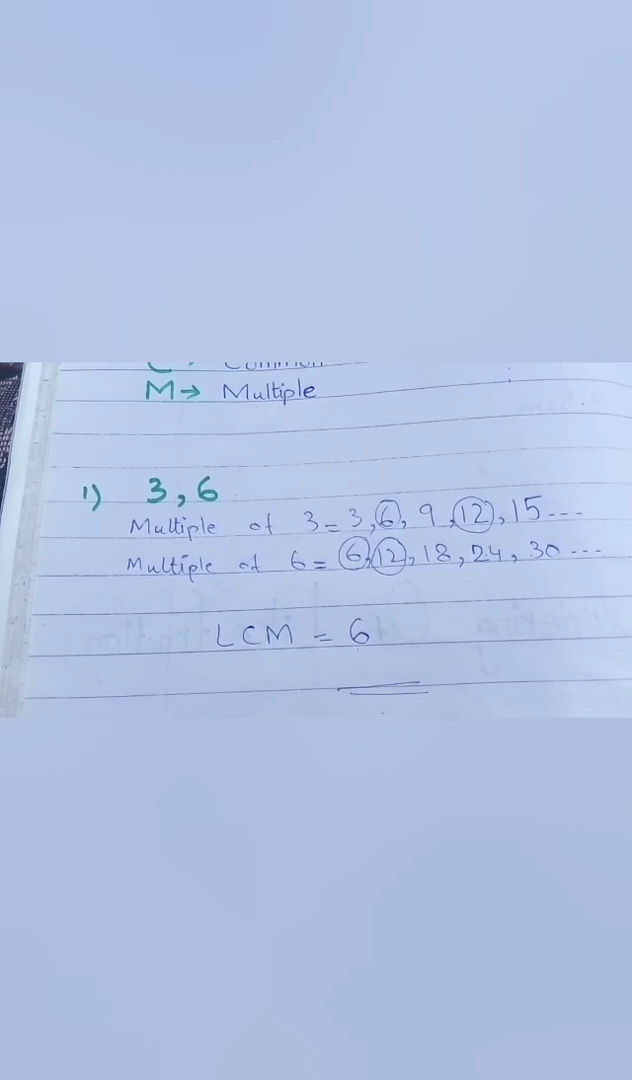 M→ Multiple
1) 3,6
Multiple of 3=3,6,9,12,15---
Multiple of 6=6,12,18,24,30---
LCM = 6